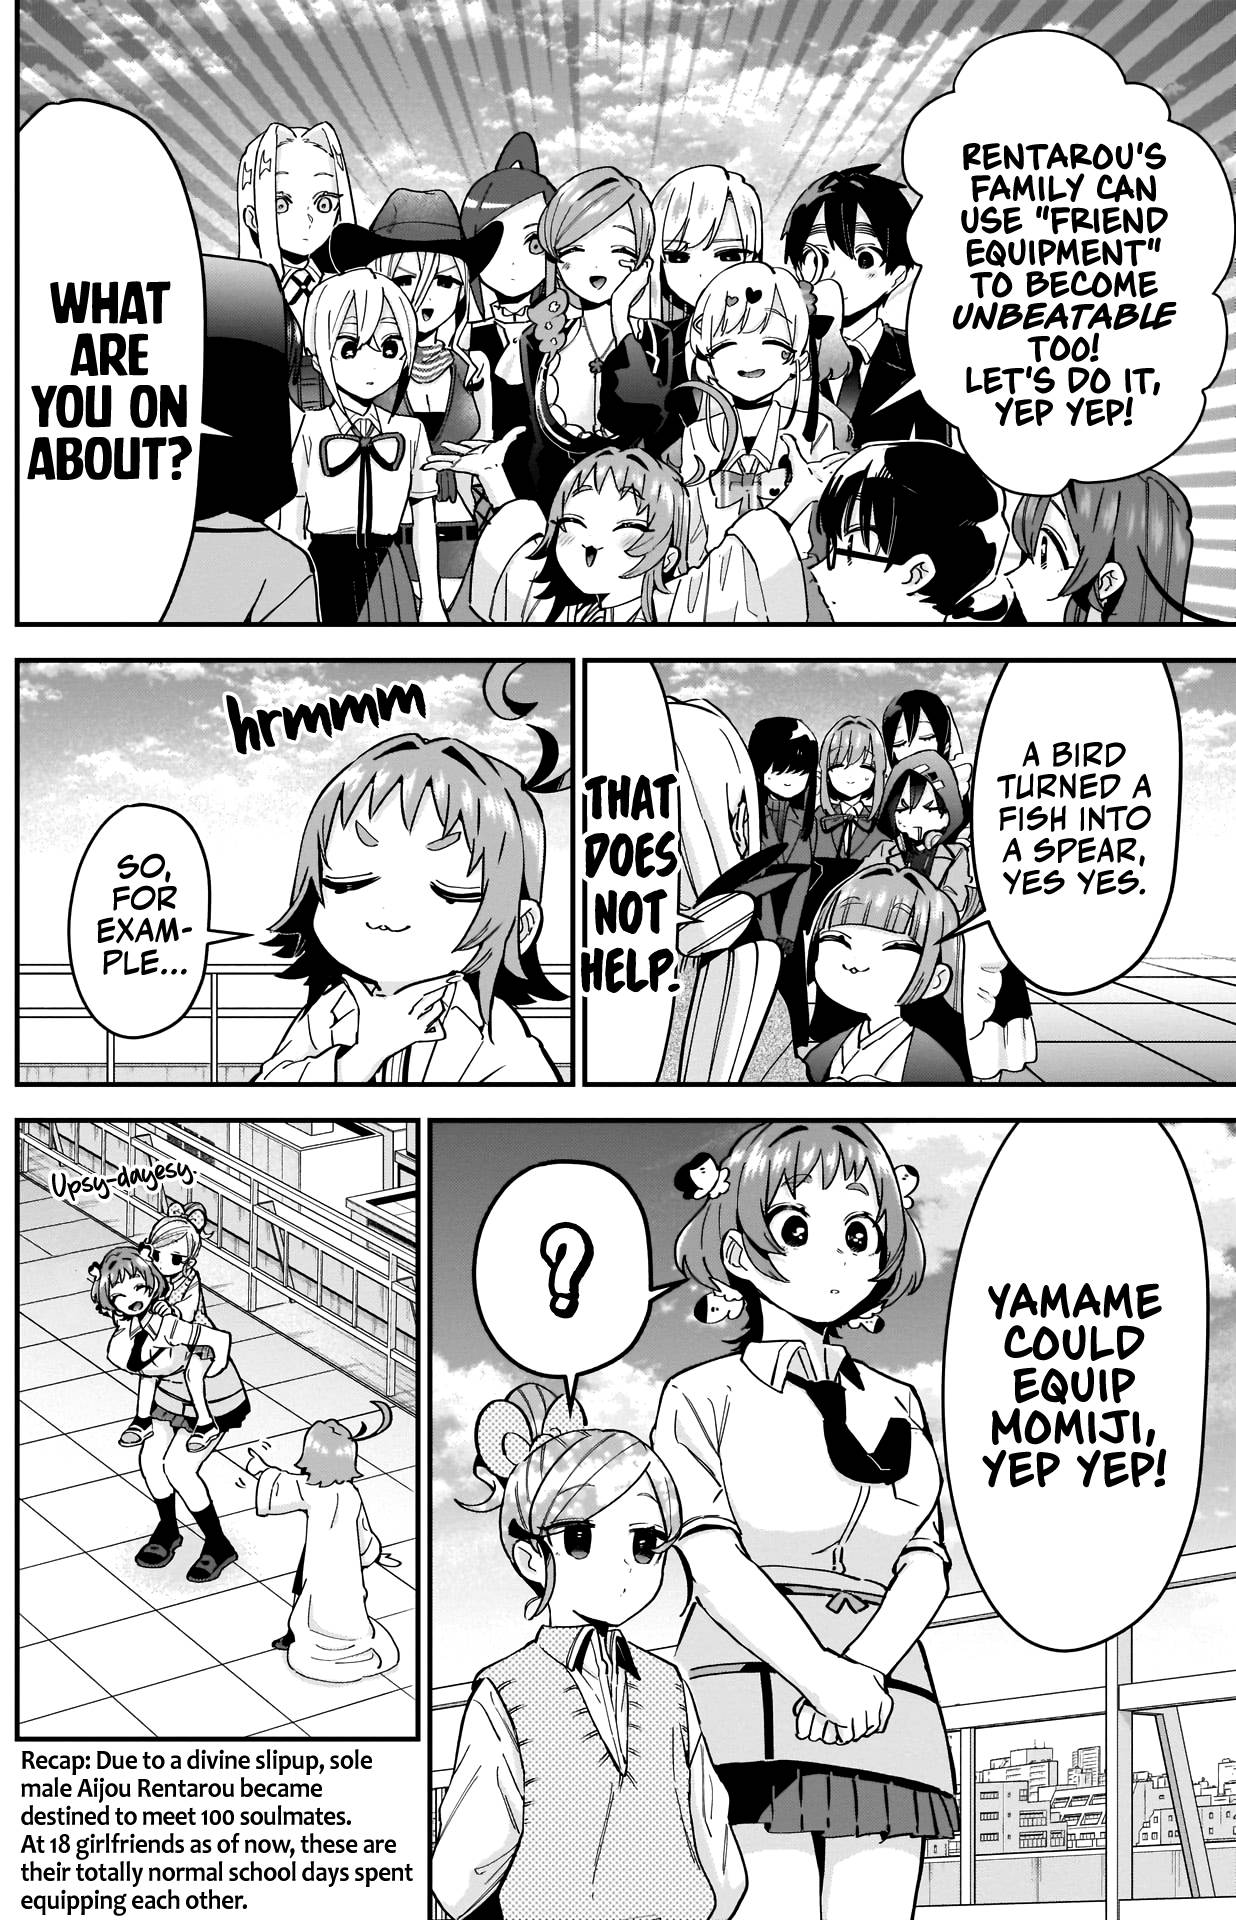 RENTAROU'S
FAMILY CAN
USE "FRIEND
EQUIPMENT"
TO BECOME
UNBEATABLE
TOO!
LET'S DO IT,
YEP YEP!
WHAT
ARE
YOU ON
ABOUT?
A BIRD
TURNED A
FISH INTO
A SPEAR,
YES YES.
THAT
DOES
NOT
HELP!
hrmmm
SO,
FOR
EXAM-
PLE...
YAMAME
COULD
EQUIP
MOMIJI,
YEP YEP!
?
Upsy-dayesy.
Recap: Due to a divine slipup, sole
male Aijou Rentarou became
destined to meet 100 soulmates.
At 18 girlfriends as of now, these are
their totally normal school days spent
equipping each other.